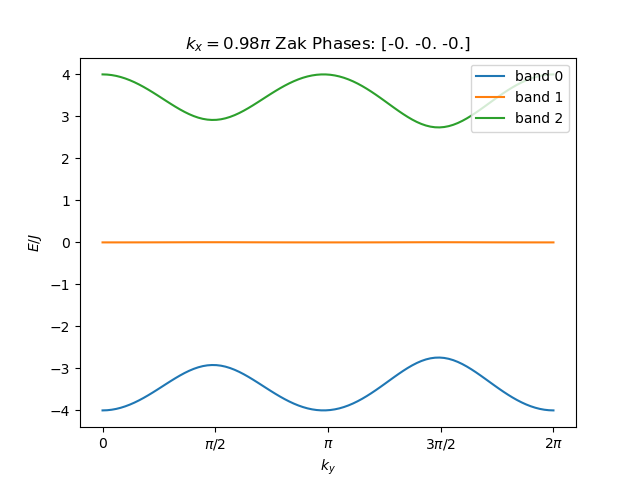 $k_x = 0.98\pi$ Zak Phases: [-0. -0. -0.]
band 0
band 1
band 2
E/J
4
3
2
1
0
−1
−2
−3
−4
0
π/2
π
3π/2
2π
$k_y$